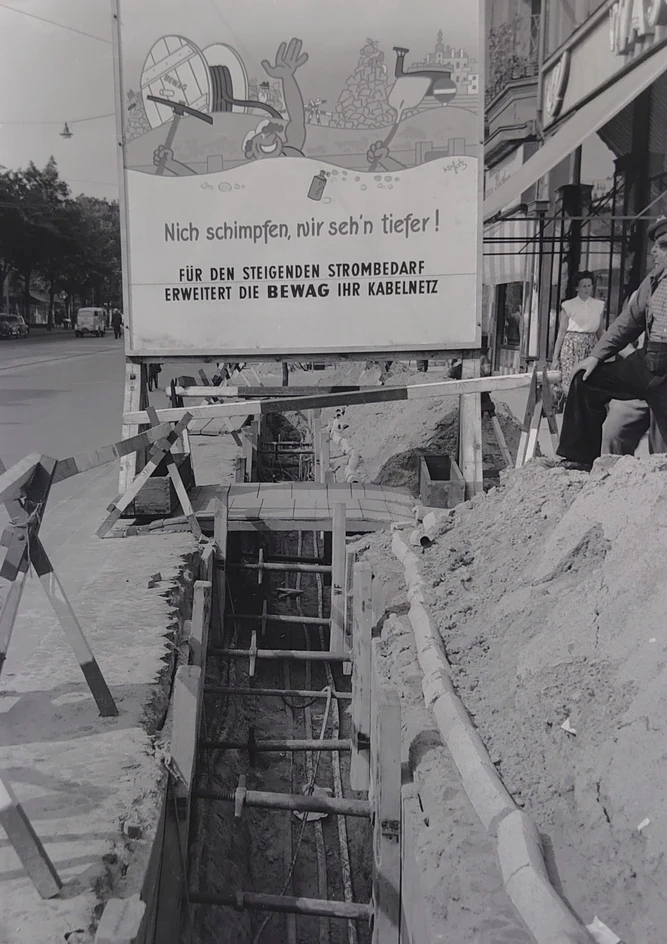 Nich schimpfen, wir seh'n tiefer!
FÜR DEN STEIGENDEN STROMBEDARF
ERWEITERT DIE BEWAG IHR KABELNETZ